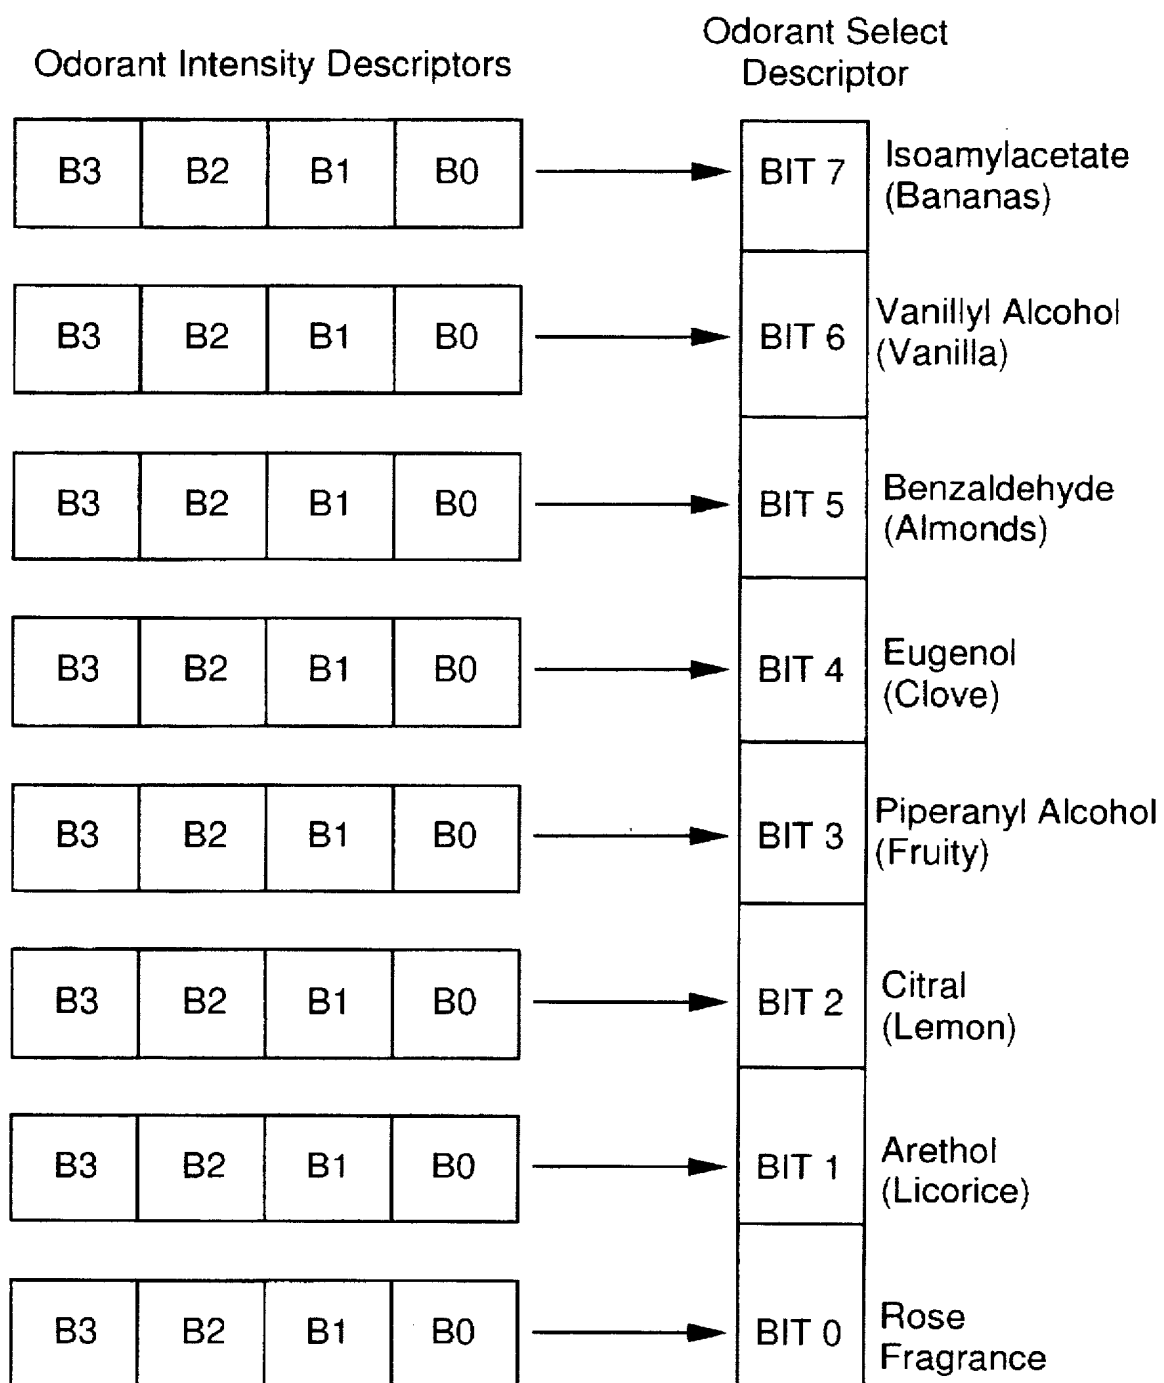 Odorant Intensity Descriptors
Odorant Select
Descriptor
B3 B2 B1 B0 BIT 7 Isoamylacetate
(Bananas)
B3 B2 B1 B0 BIT 6 Vanillyl Alcohol
(Vanilla)
B3 B2 B1 B0 BIT 5 Benzaldehyde
(Almonds)
B3 B2 B1 B0 BIT 4 Eugenol
(Clove)
B3 B2 B1 B0 BIT 3 Piperanyl Alcohol
(Fruity)
B3 B2 B1 B0 BIT 2 Citral
(Lemon)
B3 B2 B1 B0 BIT 1 Arethol
(Licorice)
B3 B2 B1 B0 BIT 0 Rose
Fragrance